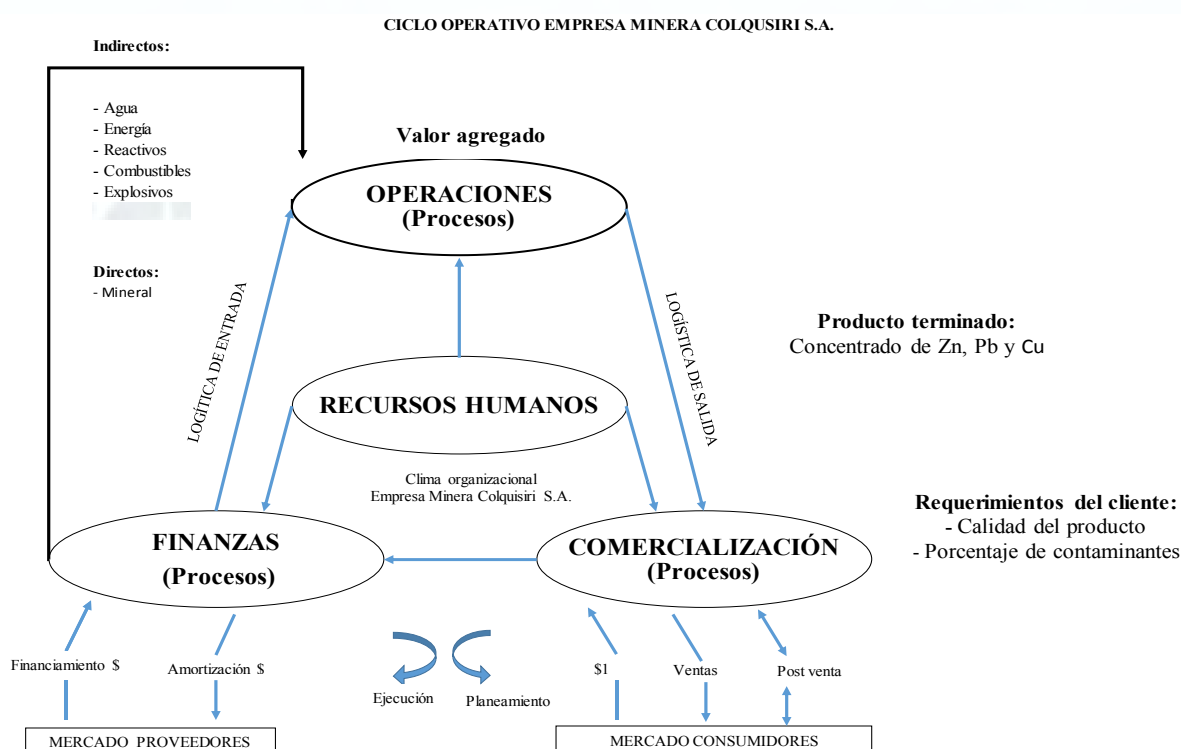 CICLO OPERATIVO EMPRESA MINERA COLQUSIRI S.A.
Indirectos:
- Agua
- Energía
- Reactivos
- Combustibles
- Explosivos
Directos:
- Mineral
Valor agregado
OPERACIONES
(Procesos)
LOGÍTICA DE ENTRADA
LOGÍSTICA DE SALIDA
Producto terminado:
Concentrado de Zn, Pb y Cu
RECURSOS HUMANOS
Clima organizacional
Empresa Minera Colquisiri S.A.
Requerimientos del cliente:
- Calidad del producto
- Porcentaje de contaminantes
FINANZAS
(Procesos)
COMERCIALIZACIÓN
(Procesos)
Financiamiento $
Amortización $
Ejecución
Planeamiento
$1
Ventas
Post venta
MERCADO PROVEEDORES
MERCADO CONSUMIDORES